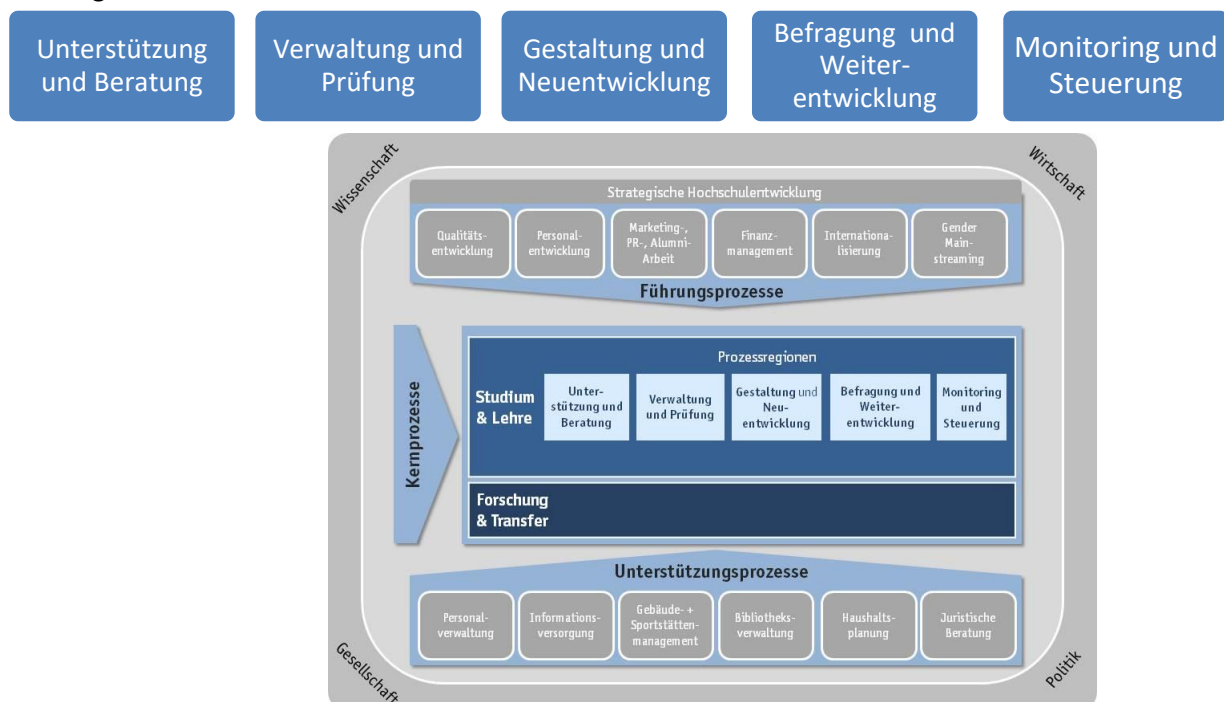 Unterstützung
und Beratung
Verwaltung und
Prüfung
Gestaltung und
Neuentwicklung
Befragung und
Weiter-
entwicklung
Monitoring und
Steuerung
Wissenschaft
Wirtschaft
Strategische Hochschulentwicklung
Qualitäts-
entwicklung
Personal-
entwicklung
Marketing-,
PR-, Alumni-
Arbeit
Finanz-
management
Internationa-
lisierung
Gender
Main-
streaming
Führungsprozesse
Kernprozesse
Prozessregionen
Studium
& Lehre
Unter-
stützung und
Beratung
Verwaltung
und Prüfung
Gestaltung und
Neu-
entwicklung
Befragung und
Weiter-
entwicklung
Monitoring
und
Steuerung
Forschung
& Transfer
Unterstützungsprozesse
Personal-
verwaltung
Informations-
versorgung
Gebäude- +
Sportstätten-
management
Bibliotheks-
verwaltung
Haushalts-
planung
Juristische
Beratung
Gesellschaft
Politik